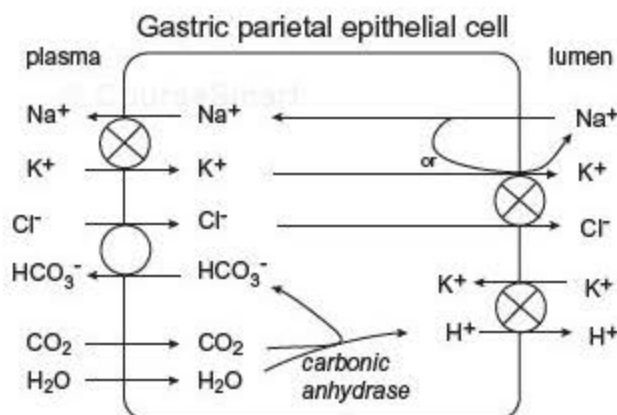 Gastric parietal epithelial cell
plasma lumen
Na⁺ Na⁺ Na⁺
K⁺ K⁺ or K⁺
Cl⁻ Cl⁻ Cl⁻
HCO₃⁻ HCO₃⁻ K⁺ K⁺
CO₂ CO₂ H⁺ H⁺
H₂O H₂O carbonic
anhydrase